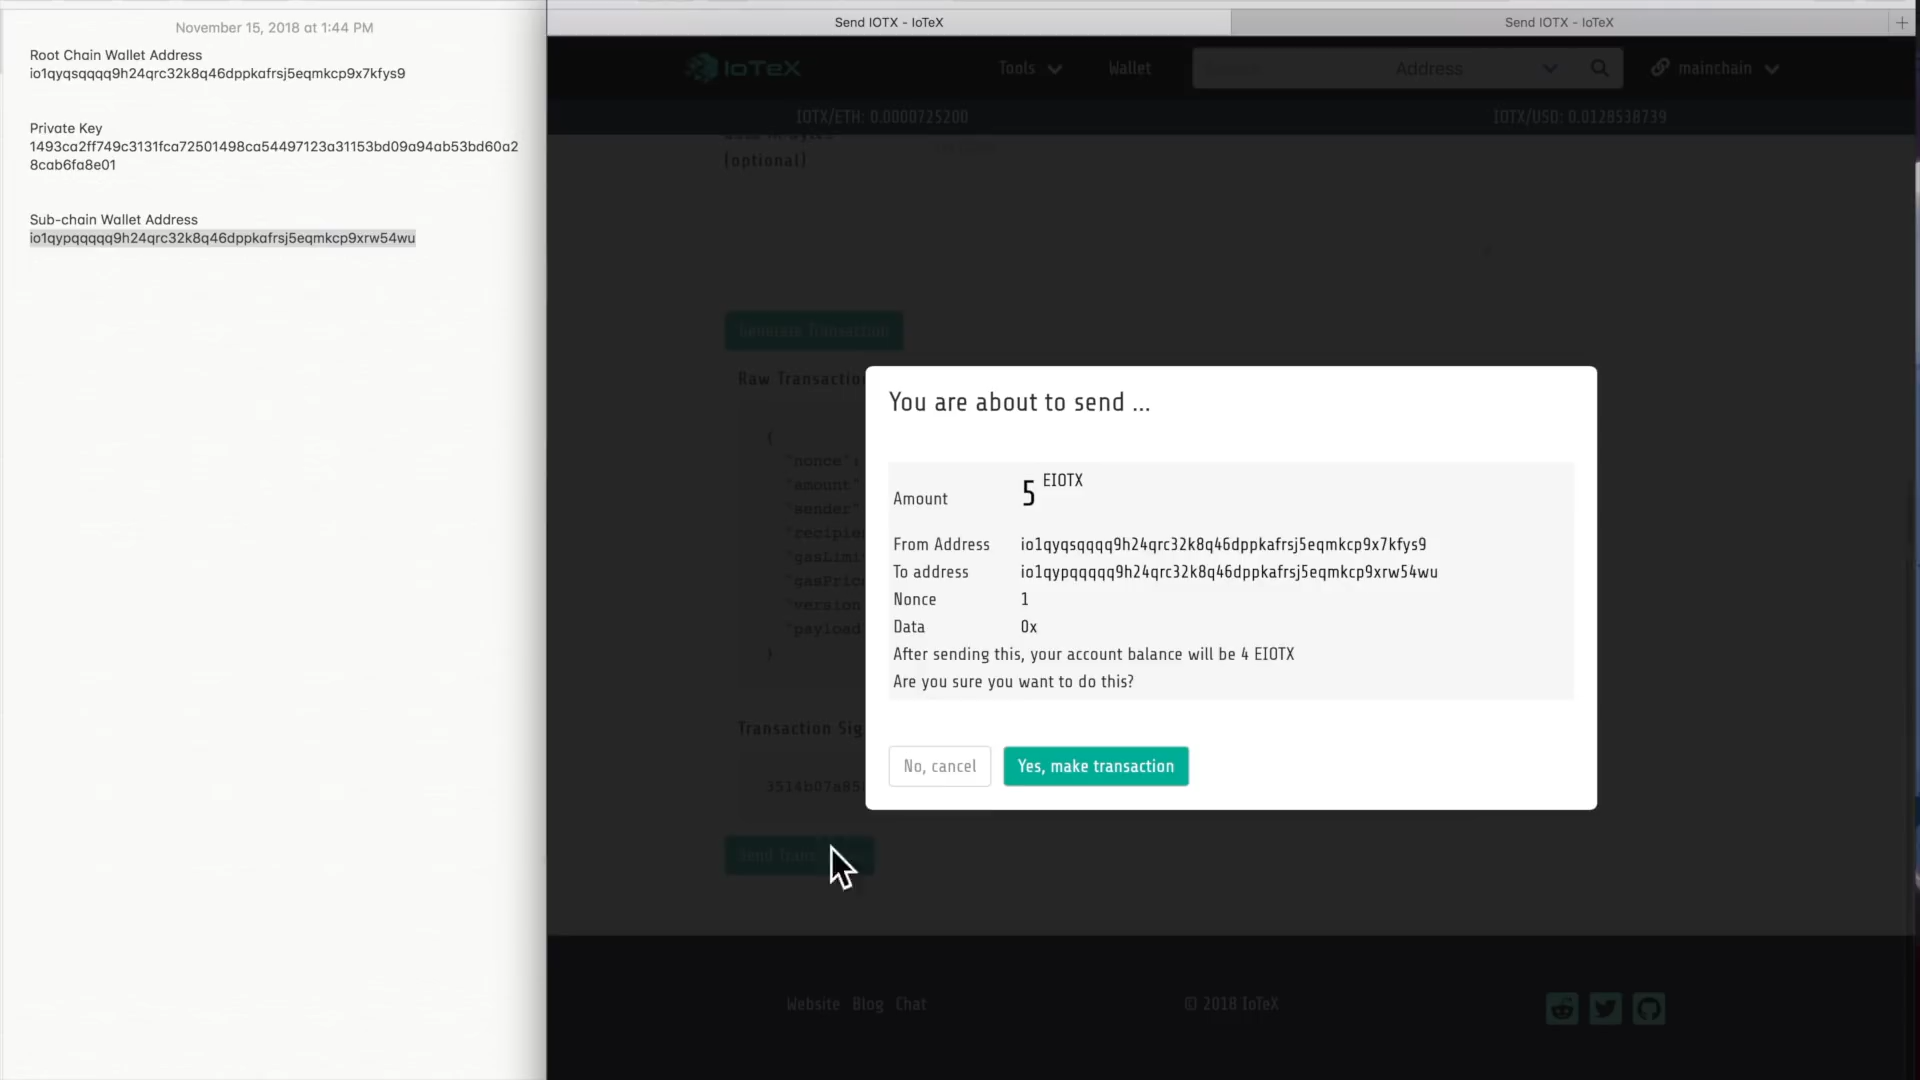 November 15, 2018 at 1:44 PM
Root Chain Wallet Address
io1qyqsqqqq9h24qrc32k8q46dppkafrsj5eqmkcp9x7kfys9
Private Key
1493ca2ff749c3131fca72501498ca54497123a31153bd09a94ab53bd60a2
8cab6fa8e01
Sub-chain Wallet Address
io1qypqqqqq9h24qrc32k8q46dppkafrsj5eqmkcp9xrw54wu
Send IOTX - IoTeX
Send IOTX - IoTeX
IoTeX
Tools
Wallet
Address
mainchain
IOTX/ETH: 0.0000725200
IOTX/USD: 0.0128538739
(optional)
Generate Transaction
Raw Transactio
{
"nonce":
"amount"
"sender"
"recipien
"gasLimi
"gasPric
"version
"payload
}
Transaction Sig
3514b07a85
Send Trans
You are about to send ...
Amount 5 EIOTX
From Address io1qyqsqqqq9h24qrc32k8q46dppkafrsj5eqmkcp9x7kfys9
To address io1qypqqqqq9h24qrc32k8q46dppkafrsj5eqmkcp9xrw54wu
Nonce 1
Data 0x
After sending this, your account balance will be 4 EIOTX
Are you sure you want to do this?
No, cancel
Yes, make transaction
Website Blog Chat
© 2018 IoTeX